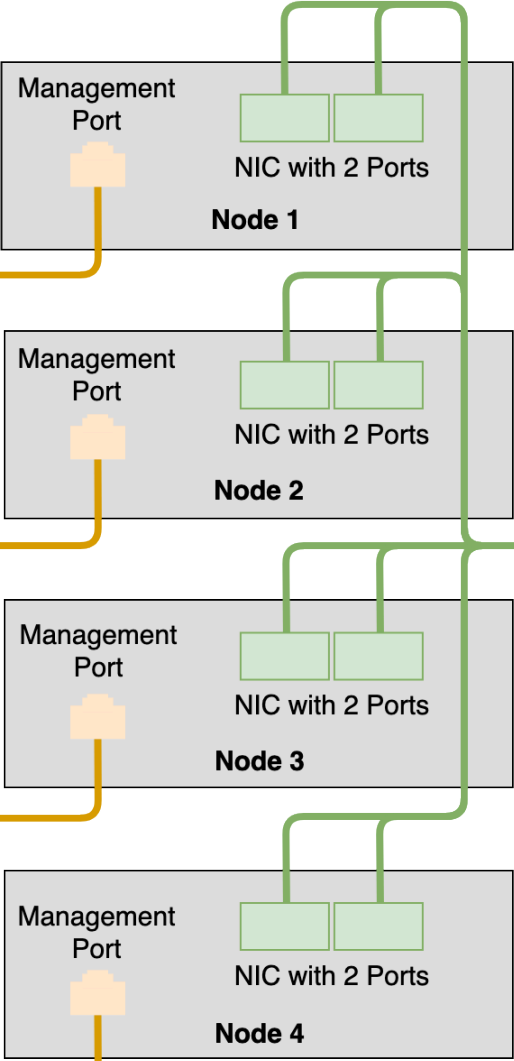 Management
Port
NIC with 2 Ports
Node 1
Management
Port
NIC with 2 Ports
Node 2
Management
Port
NIC with 2 Ports
Node 3
Management
Port
NIC with 2 Ports
Node 4